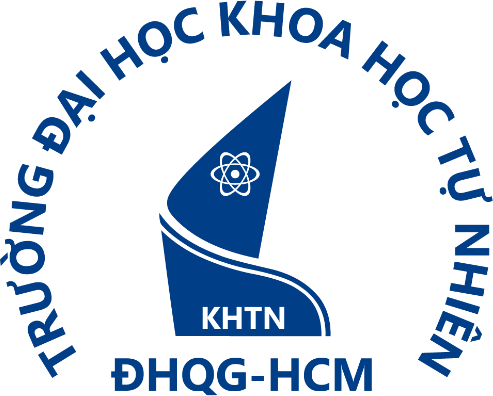 TRƯỜNG ĐẠI HỌC KHOA HỌC TỰ NHIÊN
KHTN
ĐHQG-HCM